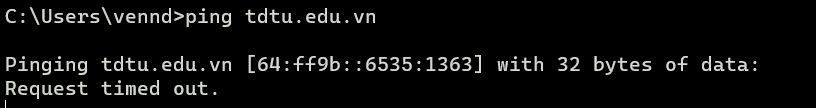 C:\Users\vennd>ping tdtu.edu.vn
Pinging tdtu.edu.vn [64:ff9b::6535:1363] with 32 bytes of data:
Request timed out.